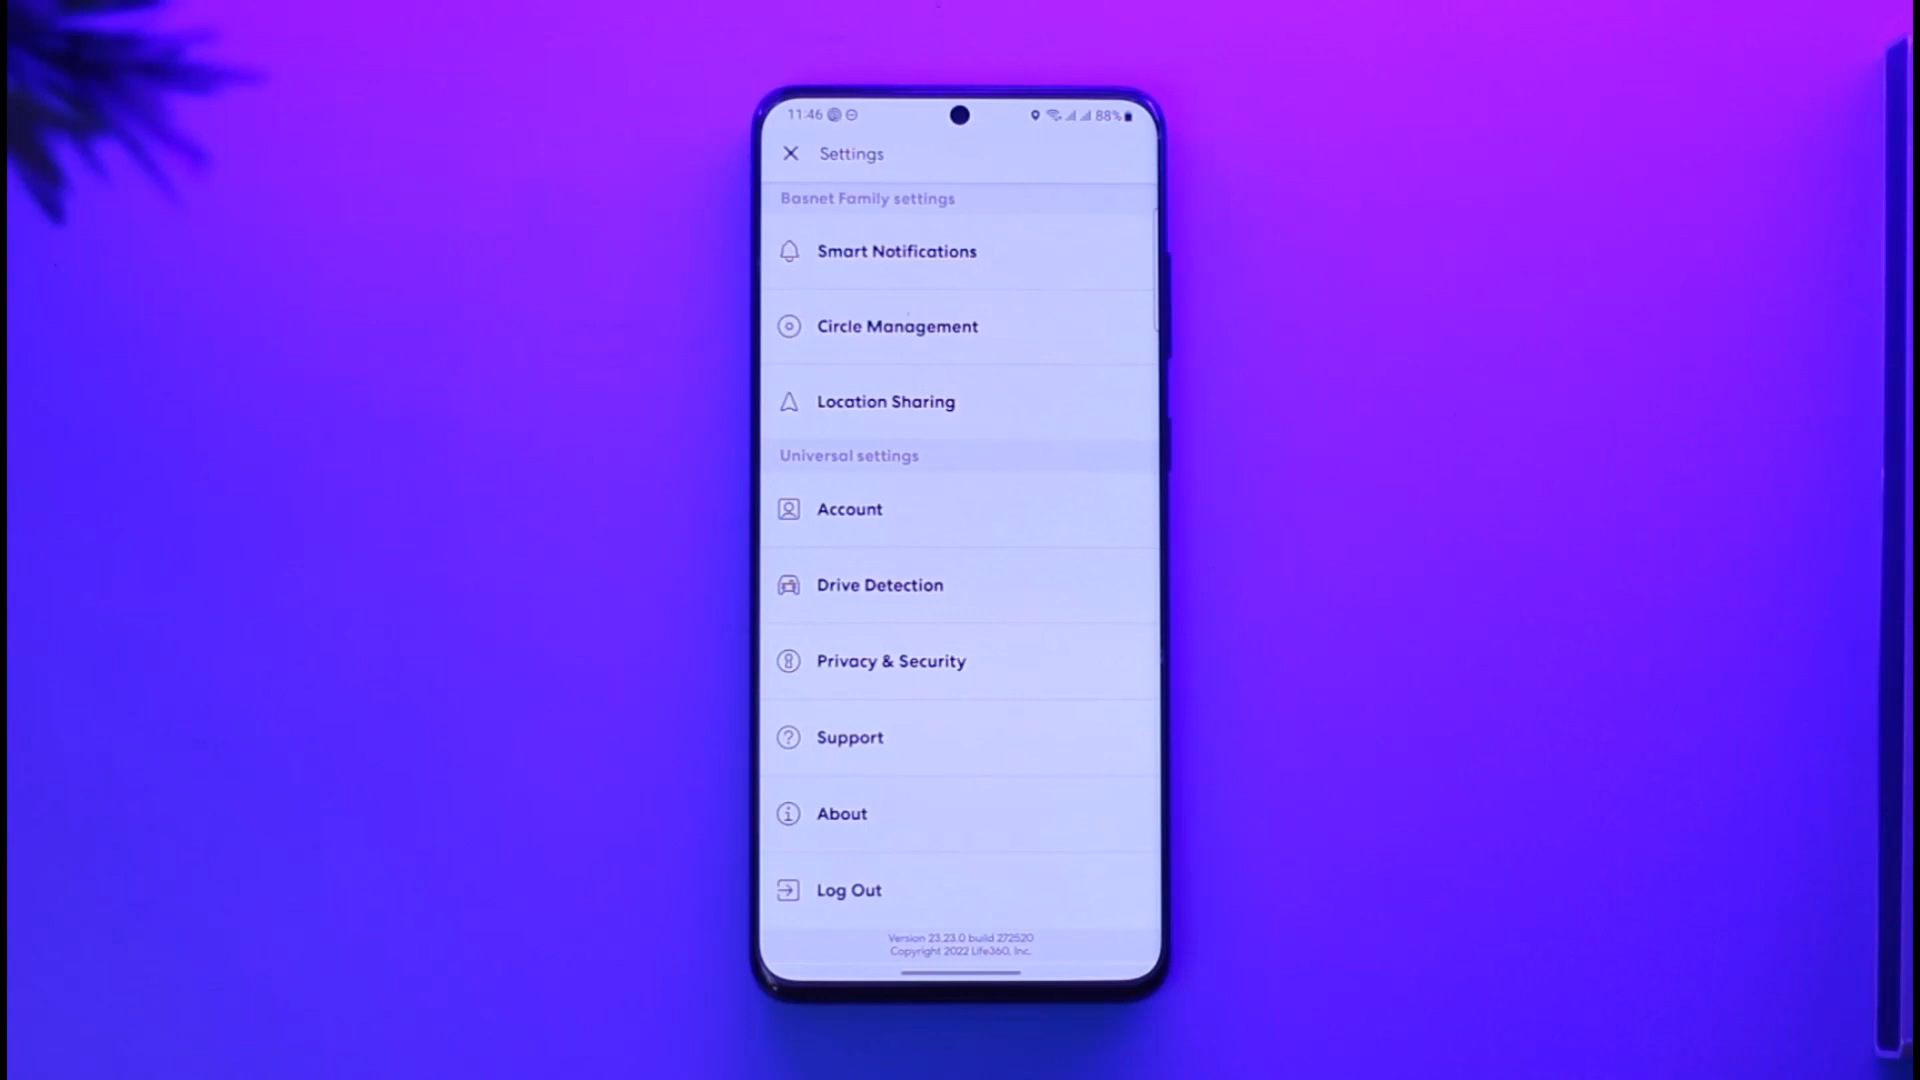 11:46 88%
Settings
Basnet Family settings
Smart Notifications
Circle Management
Location Sharing
Universal settings
Account
Drive Detection
Privacy & Security
Support
About
Log Out
Version 23.23.0 build 272520
Copyright 2022 Life360, Inc.